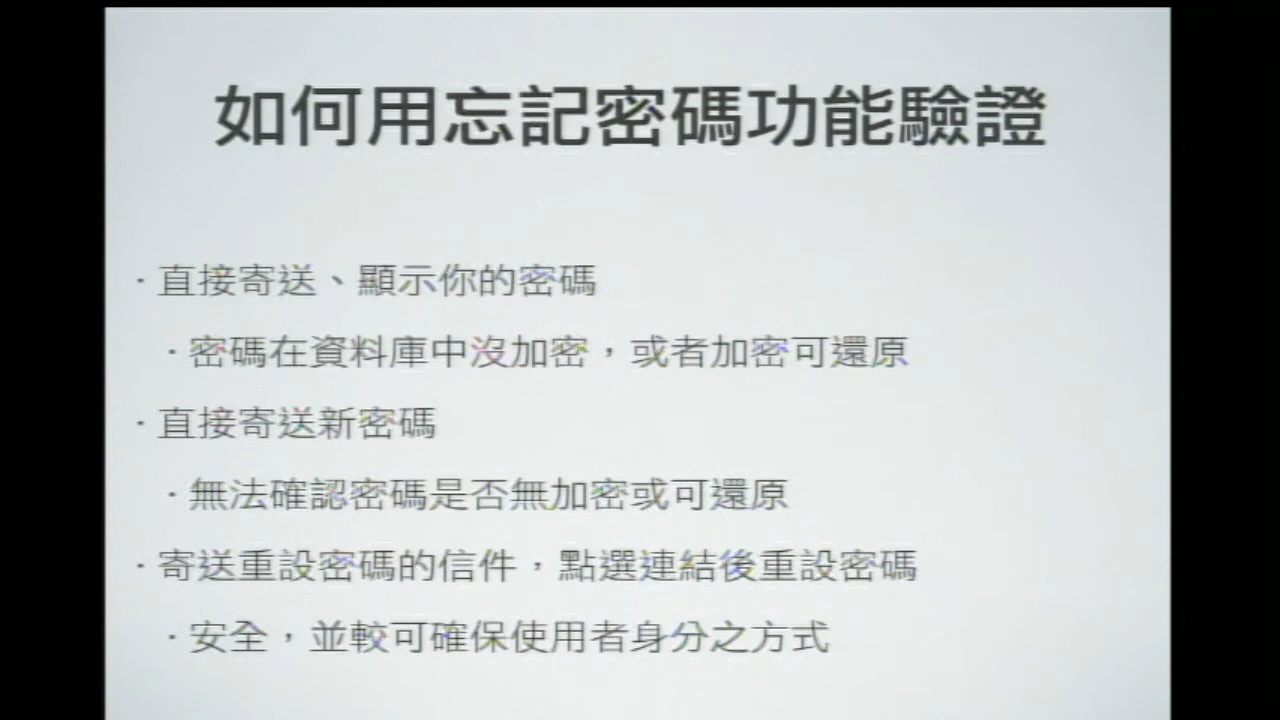 如何用忘記密碼功能驗證
· 直接寄送、顯示你的密碼
· 密碼在資料庫中沒加密，或者加密可還原
· 直接寄送新密碼
· 無法確認密碼是否無加密或可還原
· 寄送重設密碼的信件，點選連結後重設密碼
· 安全，並較可確保使用者身分之方式